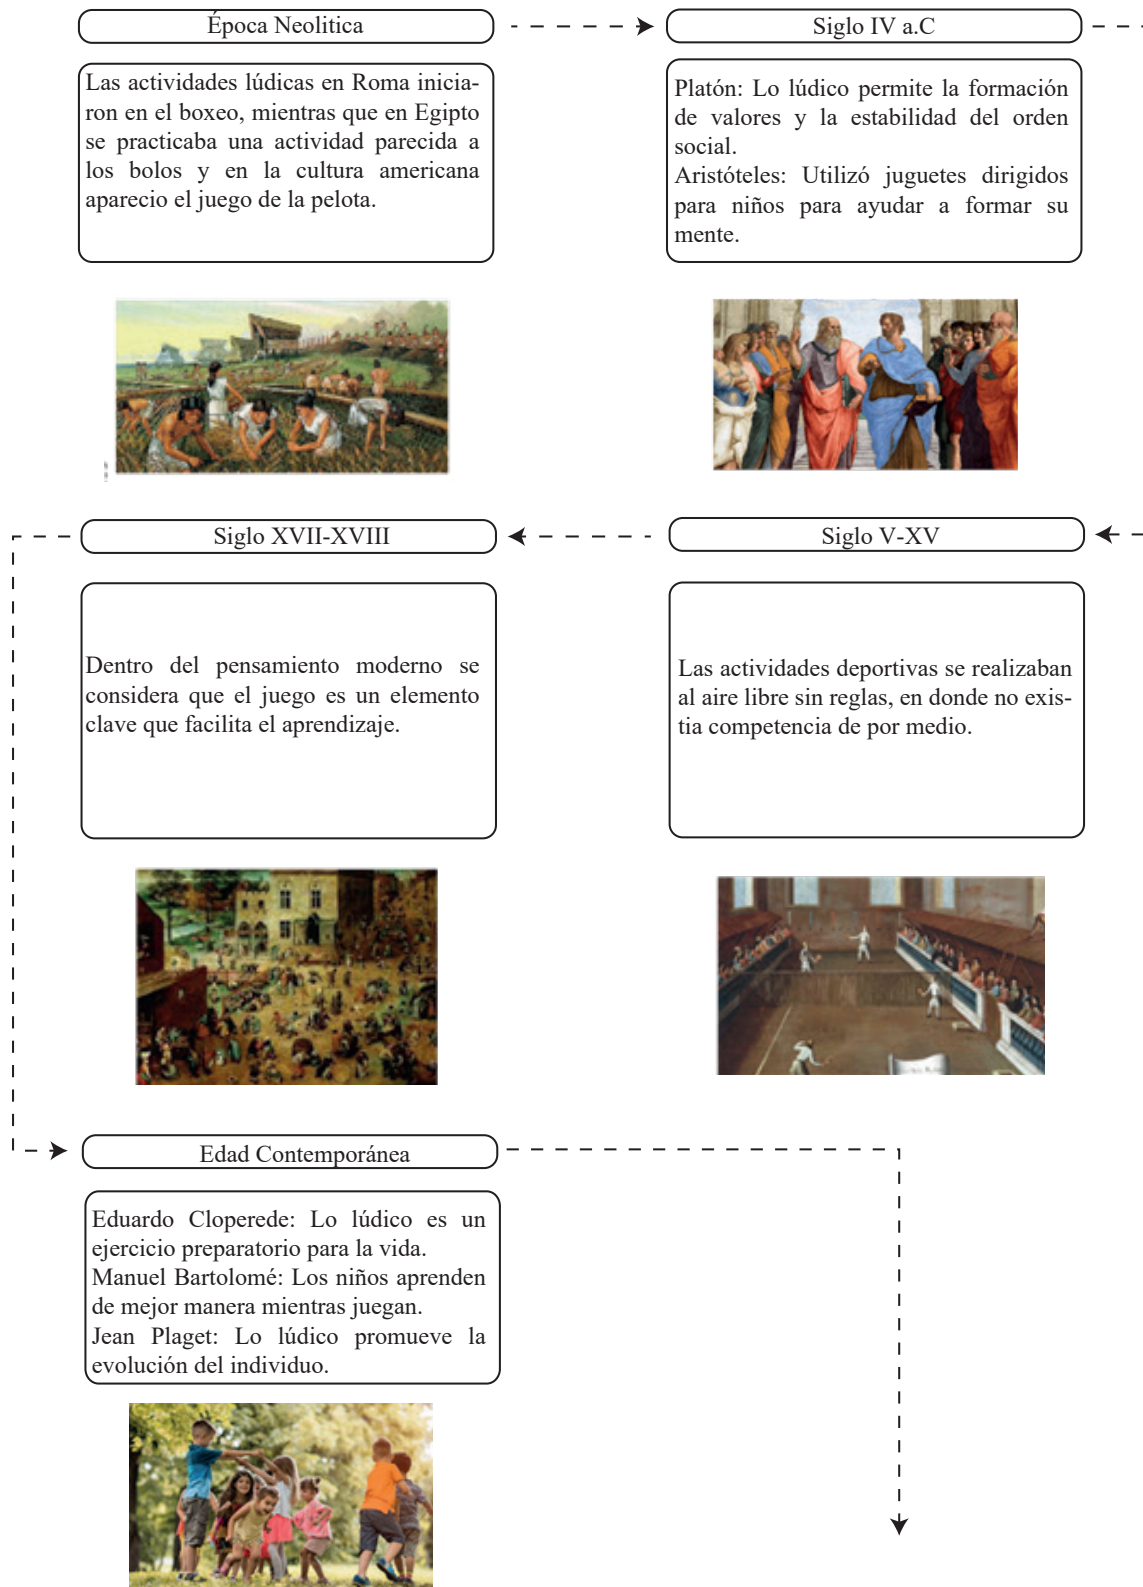 Época Neolitica
Las actividades lúdicas en Roma inicia-
ron en el boxeo, mientras que en Egipto
se practicaba una actividad parecida a
los bolos y en la cultura americana
aparecio el juego de la pelota.
Siglo IV a.C
Platón: Lo lúdico permite la formación
de valores y la estabilidad del orden
social.
Aristóteles: Utilizó juguetes dirigidos
para niños para ayudar a formar su
mente.
Siglo V-XV
Las actividades deportivas se realizaban
al aire libre sin reglas, en donde no exis-
tia competencia de por medio.
Siglo XVII-XVIII
Dentro del pensamiento moderno se
considera que el juego es un elemento
clave que facilita el aprendizaje.
Edad Contemporánea
Eduardo Cloperede: Lo lúdico es un
ejercicio preparatorio para la vida.
Manuel Bartolomé: Los niños aprenden
de mejor manera mientras juegan.
Jean Plaget: Lo lúdico promueve la
evolución del individuo.